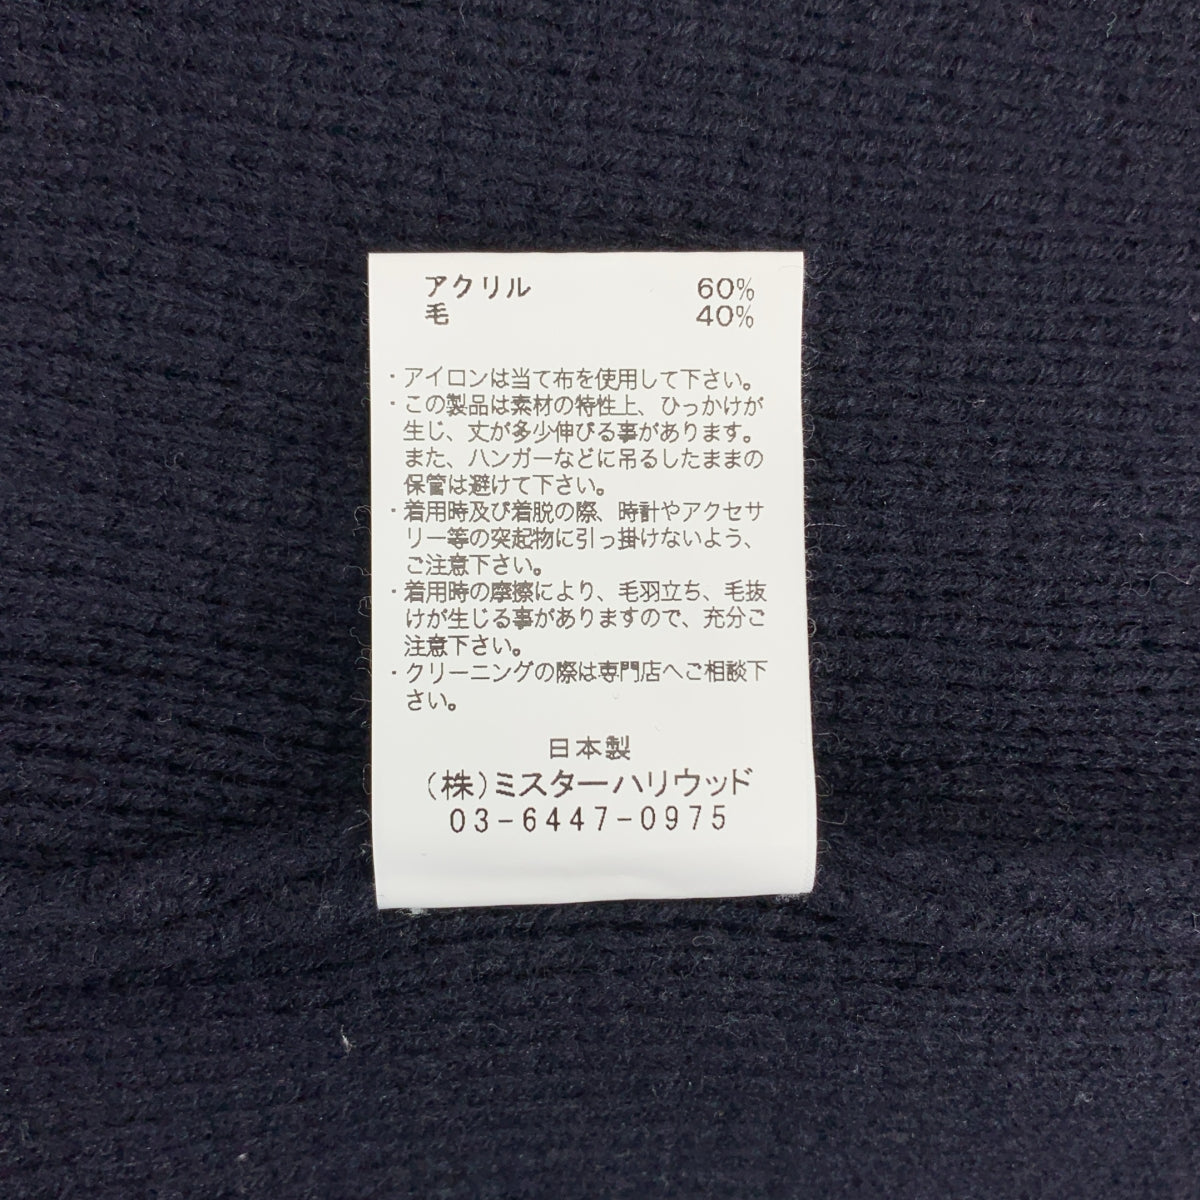 アクリル 60%
毛 40%
・アイロンは当て布を使用して下さい。
・この製品は素材の特性上、ひっかけが
生じ、丈が多少伸びる事があります。
また、ハンガーなどに吊るしたままの
保管は避けて下さい。
・着用時及び着脱の際、時計やアクセサ
リー等の突起物に引っ掛けないよう、
ご注意下さい。
・着用時の摩擦により、毛羽立ち、毛抜
けが生じる事がありますので、充分ご
注意下さい。
・クリーニングの際は専門店へご相談下
さい。
日本製
(株)ミスターハリウッド
03-6447-0975